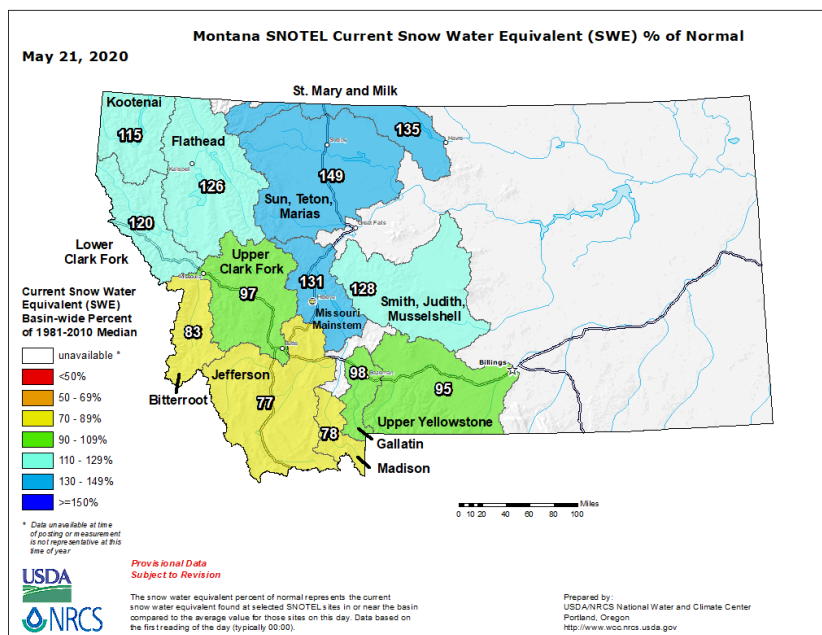 Montana SNOTEL Current Snow Water Equivalent (SWE) % of Normal
May 21, 2020
St. Mary and Milk
Kootenai
115
Flathead
126
135
149
Sun, Teton,
Marias
120
Lower
Clark Fork
Upper
Clark Fork
97
131
Missouri
Mainstem
128
Smith, Judith,
Musselshell
Havre
Great Falls
Helena
Butte
83
Bitterroot
Jefferson
77
78
98
95
Billings
Upper Yellowstone
Gallatin
Madison
Current Snow Water
Equivalent (SWE)
Basin-wide Percent
of 1981-2010 Median
unavailable *
<50%
50 - 69%
70 - 89%
90 - 109%
110 - 129%
130 - 149%
>=150%
* Data unavailable at time
of posting or measurement
is not representative at this
time of year
Miles
0 10 20 40 60 80 100
Provisional Data
Subject to Revision
USDA
NRCS
The snow water equivalent percent of normal represents the current
snow water equivalent found at selected SNOTEL sites in or near the basin
compared to the average value for those sites on this day. Data based on
the first reading of the day (typically 00:00).
Prepared by:
USDA/NRCS National Water and Climate Center
Portland, Oregon
http://www.wcc.nrcs.usda.gov